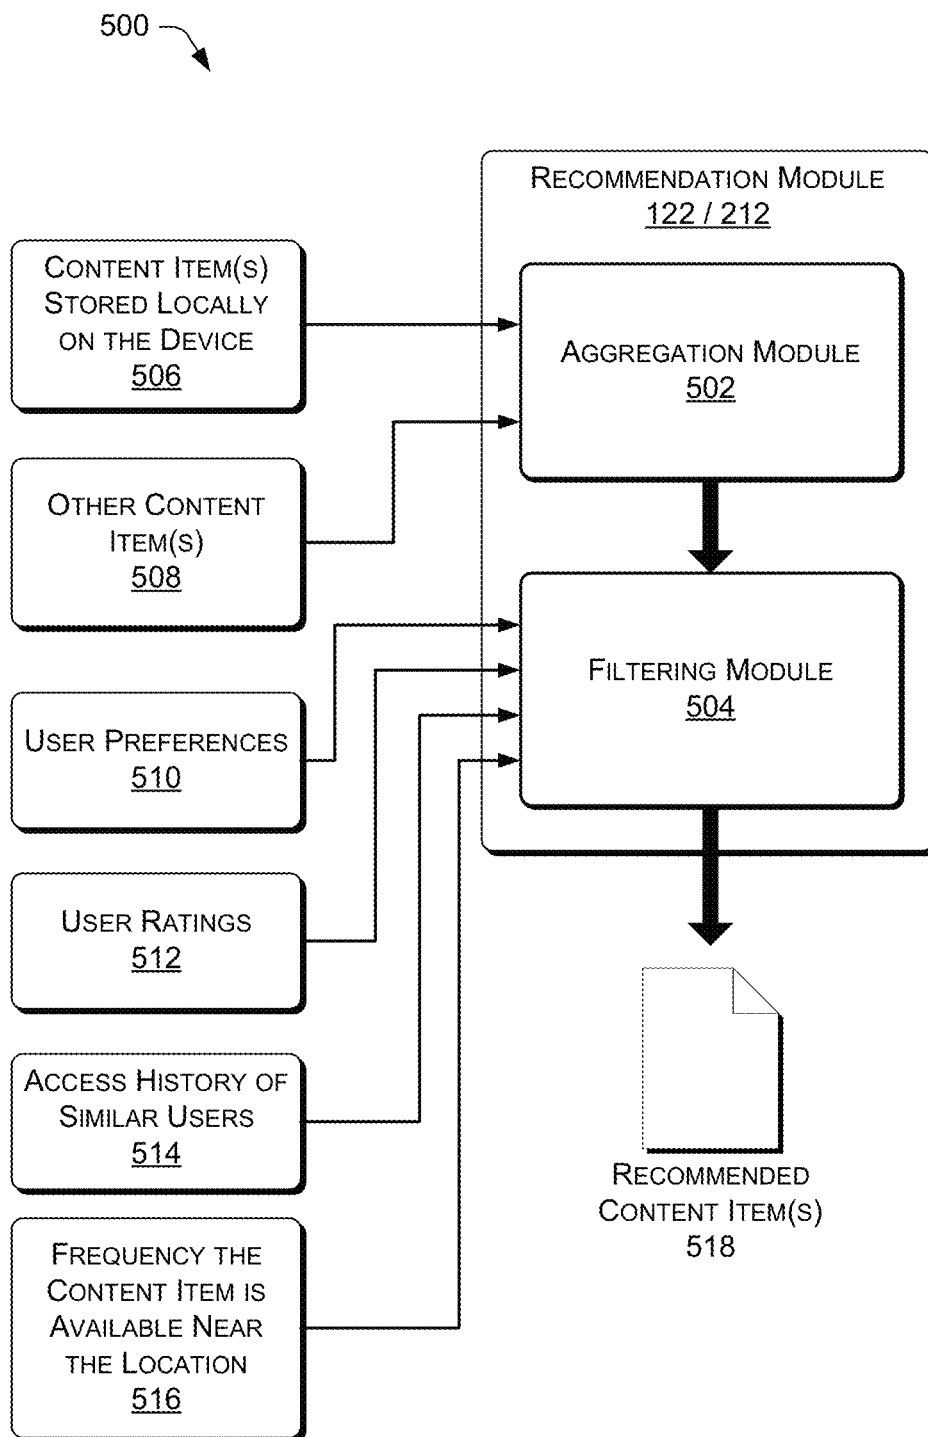 500
RECOMMENDATION MODULE
122 / 212
CONTENT ITEM(S)
STORED LOCALLY
ON THE DEVICE
506
AGGREGATION MODULE
502
OTHER CONTENT
ITEM(S)
508
FILTERING MODULE
504
USER PREFERENCES
510
USER RATINGS
512
ACCESS HISTORY OF
SIMILAR USERS
514
RECOMMENDED
CONTENT ITEM(S)
518
FREQUENCY THE
CONTENT ITEM IS
AVAILABLE NEAR
THE LOCATION
516